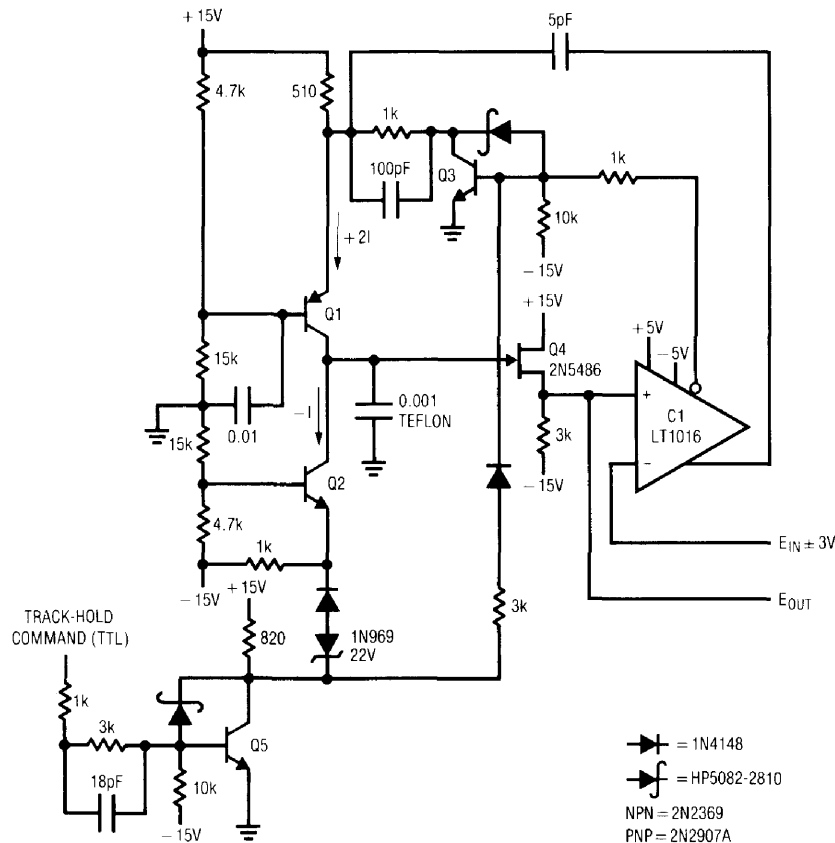 +15V
5pF
4.7k
510
1k
100pF
Q3
1k
10k
-15V
+2I
+15V
Q1
Q4
2N5486
+5V
-5V
15k
0.01
-I
0.001
TEFLON
+
C1
LT1016
-
3k
-15V
15k
Q2
4.7k
EIN ± 3V
1k
-15V
+15V
EOUT
3k
TRACK-HOLD
COMMAND (TTL)
820
1N969
22V
1k
3k
Q5
18pF
10k
-15V
= 1N4148
= HP5082-2810
NPN = 2N2369
PNP = 2N2907A